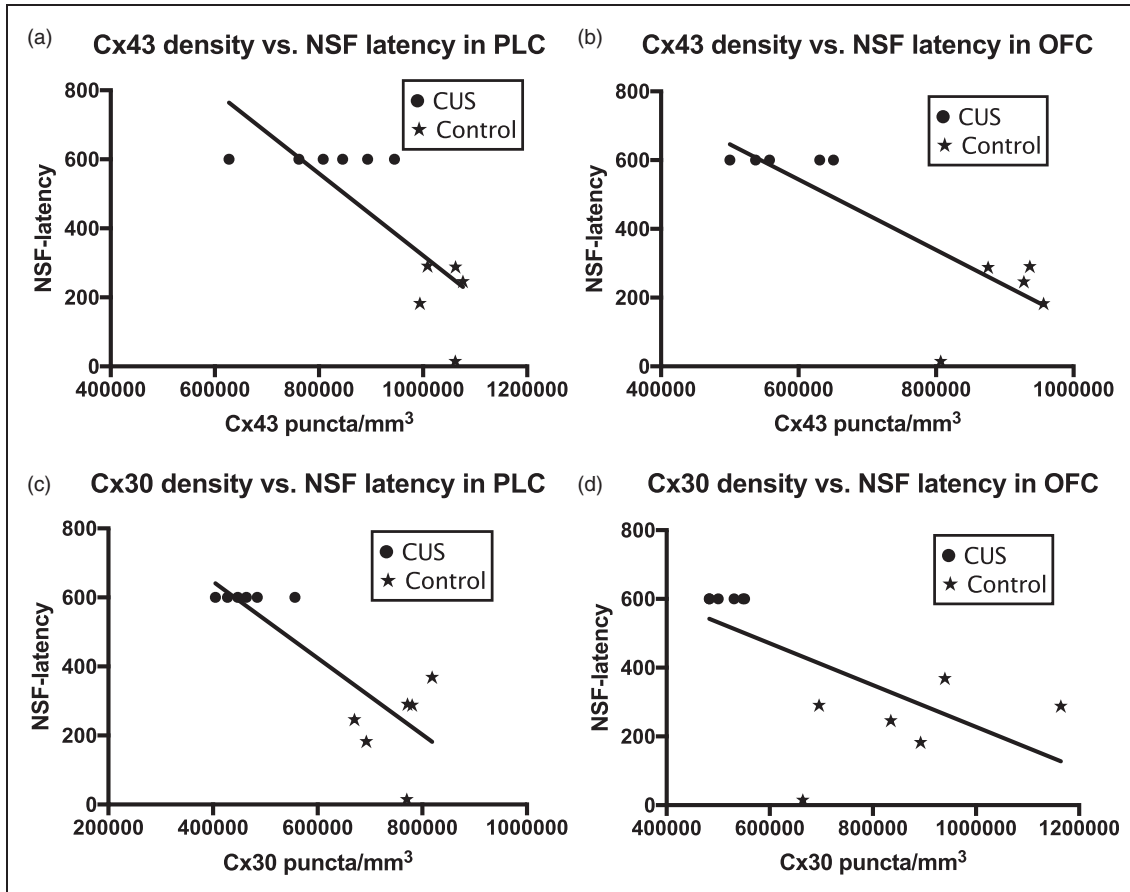 (a)
Cx43 density vs. NSF latency in PLC
NSF-latency
800
600
400
200
0
CUS
Control
400000 600000 800000 1000000 1200000
Cx43 puncta/mm³
(b)
Cx43 density vs. NSF latency in OFC
NSF-latency
800
600
400
200
0
CUS
Control
400000 600000 800000 1000000
Cx43 puncta/mm³
(c)
Cx30 density vs. NSF latency in PLC
NSF-latency
800
600
400
200
0
CUS
Control
200000 400000 600000 800000 1000000
Cx30 puncta/mm³
(d)
Cx30 density vs. NSF latency in OFC
NSF-latency
800
600
400
200
0
CUS
Control
400000 600000 800000 1000000 1200000
Cx30 puncta/mm³